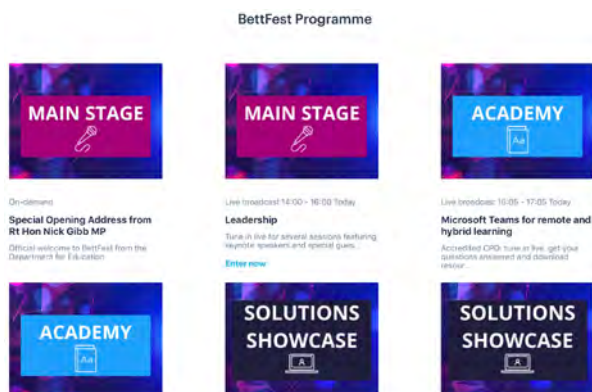 BettFest Programme
MAIN STAGE
On-demand
Special Opening Address from
Rt Hon Nick Gibb MP
Official welcome to BettFest from the
Department for Education
MAIN STAGE
Live broadcast 14:00 - 16:00 Today
Leadership
Tune in live for several sessions featuring
keynote speakers and special gues...
Enter now
ACADEMY
Aa
Live broadcast 16:05 - 17:05 Today
Microsoft Teams for remote and
hybrid learning
Accredited CPD: tune in live, get your
questions answered and download
resour...
ACADEMY
Aa
SOLUTIONS
SHOWCASE
A
SOLUTIONS
SHOWCASE
A